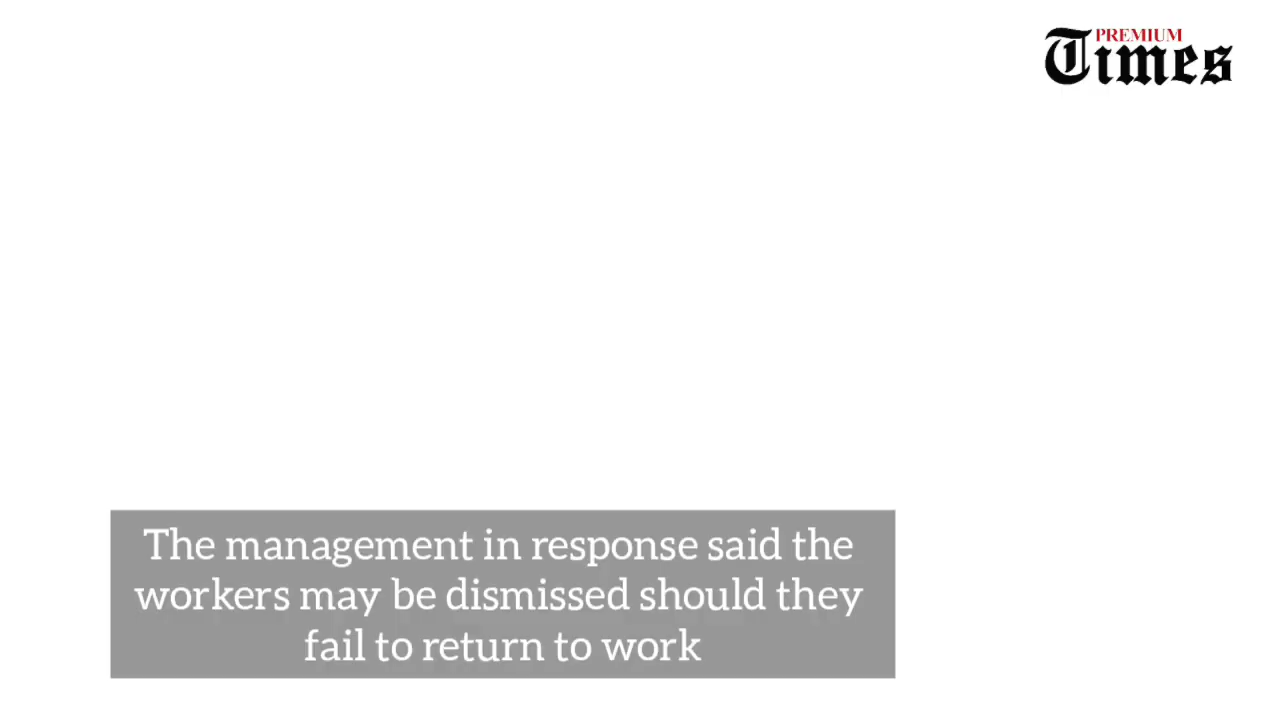 PREMIUM
Times
The management in response said the
workers may be dismissed should they
fail to return to work